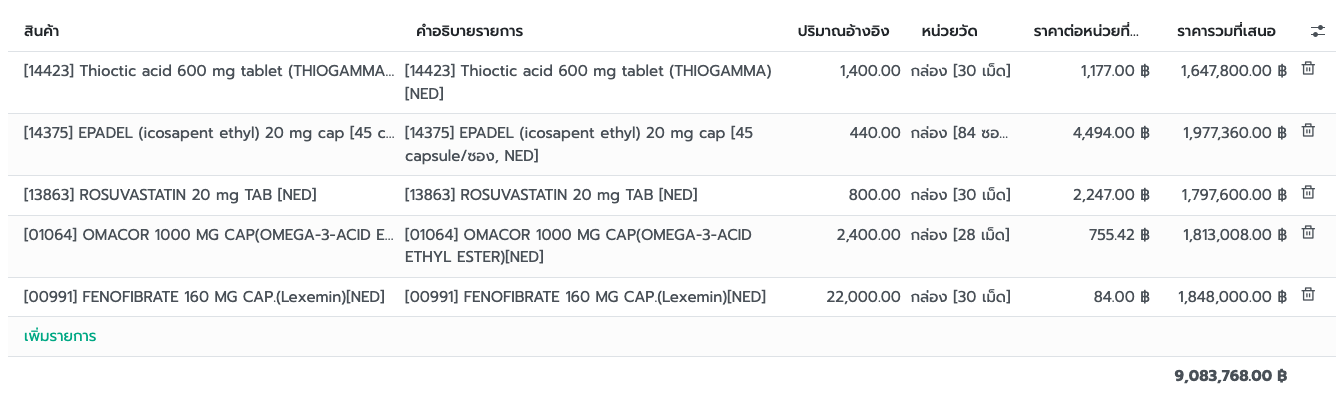 สินค้า คำอธิบายรายการ ปริมาณอ้างอิง หน่วยวัด ราคาต่อหน่วยที่... ราคารวมที่เสนอ
[14423] Thioctic acid 600 mg tablet (THIOGAMMA... [14423] Thioctic acid 600 mg tablet (THIOGAMMA) 1,400.00 กล่อง [30 เม็ด] 1,177.00 ฿ 1,647,800.00 ฿
[NED]
[14375] EPADEL (icosapent ethyl) 20 mg cap [45 c... [14375] EPADEL (icosapent ethyl) 20 mg cap [45 440.00 กล่อง [84 ซอ... 4,494.00 ฿ 1,977,360.00 ฿
capsule/ซอง, NED]
[13863] ROSUVASTATIN 20 mg TAB [NED] [13863] ROSUVASTATIN 20 mg TAB [NED] 800.00 กล่อง [30 เม็ด] 2,247.00 ฿ 1,797,600.00 ฿
[01064] OMACOR 1000 MG CAP(OMEGA-3-ACID E... [01064] OMACOR 1000 MG CAP(OMEGA-3-ACID 2,400.00 กล่อง [28 เม็ด] 755.42 ฿ 1,813,008.00 ฿
ETHYL ESTER)[NED]
[00991] FENOFIBRATE 160 MG CAP.(Lexemin)[NED] [00991] FENOFIBRATE 160 MG CAP.(Lexemin)[NED] 22,000.00 กล่อง [30 เม็ด] 84.00 ฿ 1,848,000.00 ฿
เพิ่มรายการ
9,083,768.00 ฿